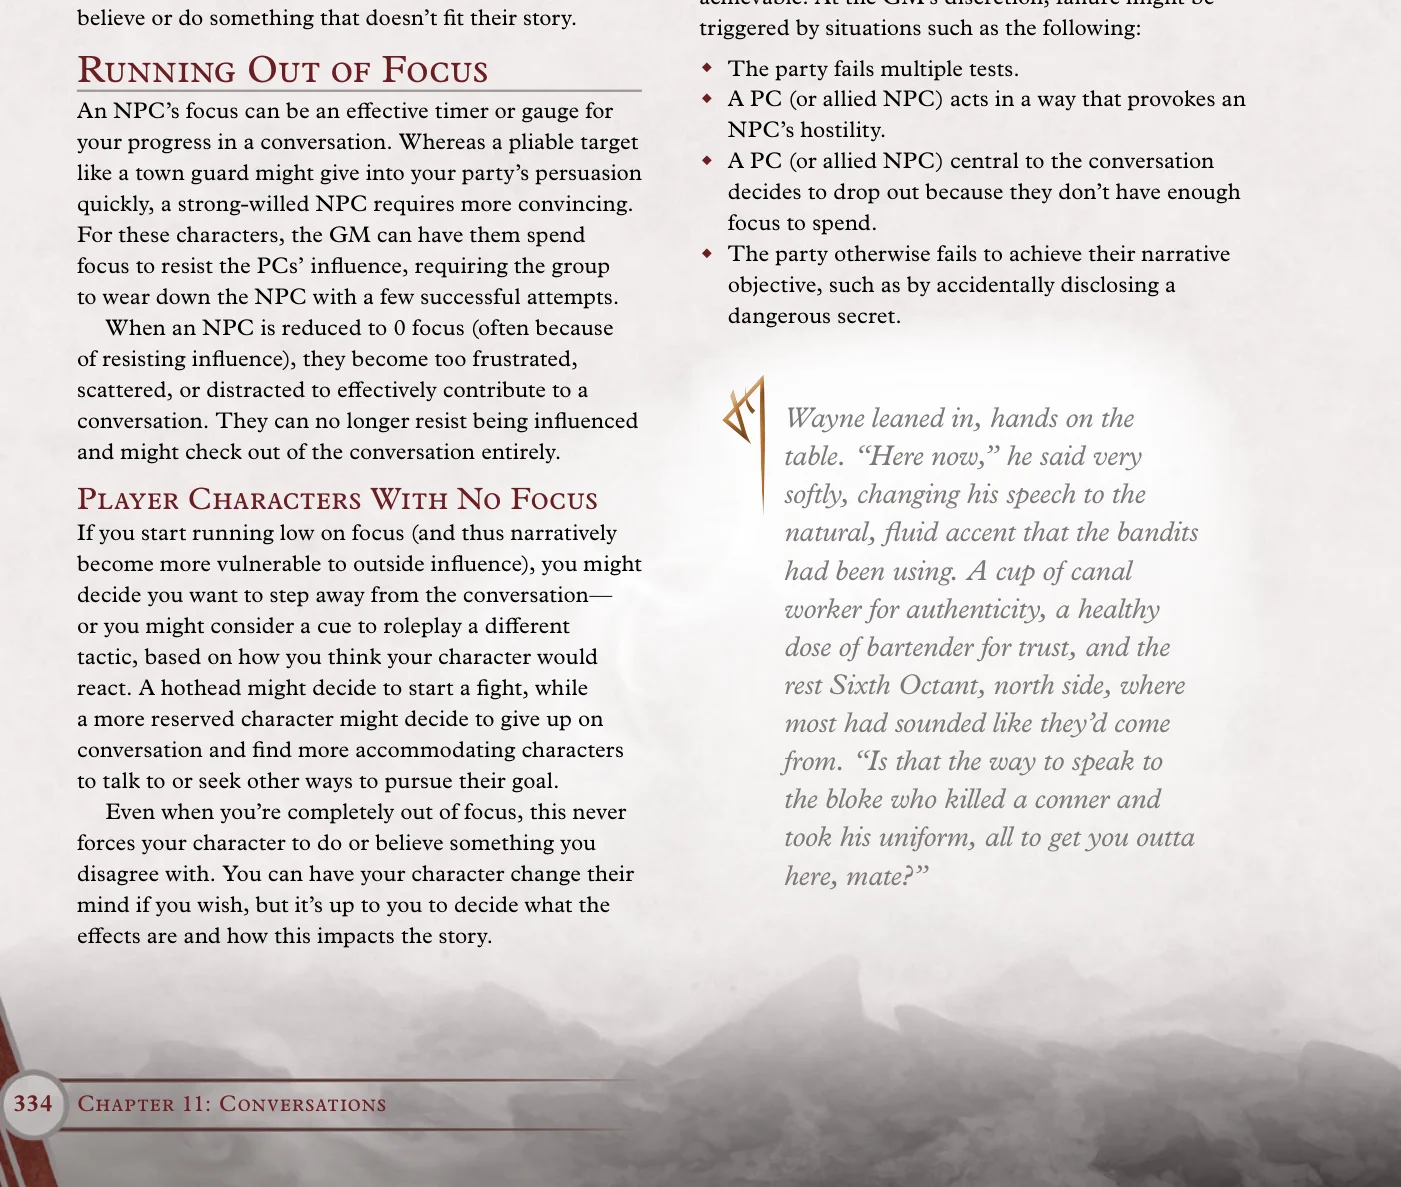 believe or do something that doesn’t fit their story.
Running Out of Focus
An NPC’s focus can be an effective timer or gauge for
your progress in a conversation. Whereas a pliable target
like a town guard might give into your party’s persuasion
quickly, a strong-willed NPC requires more convincing.
For these characters, the GM can have them spend
focus to resist the PCs’ influence, requiring the group
to wear down the NPC with a few successful attempts.
When an NPC is reduced to 0 focus (often because
of resisting influence), they become too frustrated,
scattered, or distracted to effectively contribute to a
conversation. They can no longer resist being influenced
and might check out of the conversation entirely.
Player Characters With No Focus
If you start running low on focus (and thus narratively
become more vulnerable to outside influence), you might
decide you want to step away from the conversation—
or you might consider a cue to roleplay a different
tactic, based on how you think your character would
react. A hothead might decide to start a fight, while
a more reserved character might decide to give up on
conversation and find more accommodating characters
to talk to or seek other ways to pursue their goal.
Even when you’re completely out of focus, this never
forces your character to do or believe something you
disagree with. You can have your character change their
mind if you wish, but it’s up to you to decide what the
effects are and how this impacts the story.
achievable. At the GM’s discretion, failure might be
triggered by situations such as the following:
The party fails multiple tests.
A PC (or allied NPC) acts in a way that provokes an
NPC’s hostility.
A PC (or allied NPC) central to the conversation
decides to drop out because they don’t have enough
focus to spend.
The party otherwise fails to achieve their narrative
objective, such as by accidentally disclosing a
dangerous secret.
Wayne leaned in, hands on the
table. “Here now,” he said very
softly, changing his speech to the
natural, fluid accent that the bandits
had been using. A cup of canal
worker for authenticity, a healthy
dose of bartender for trust, and the
rest Sixth Octant, north side, where
most had sounded like they’d come
from. “Is that the way to speak to
the bloke who killed a conner and
took his uniform, all to get you outta
here, mate?”
334 Chapter 11: Conversations